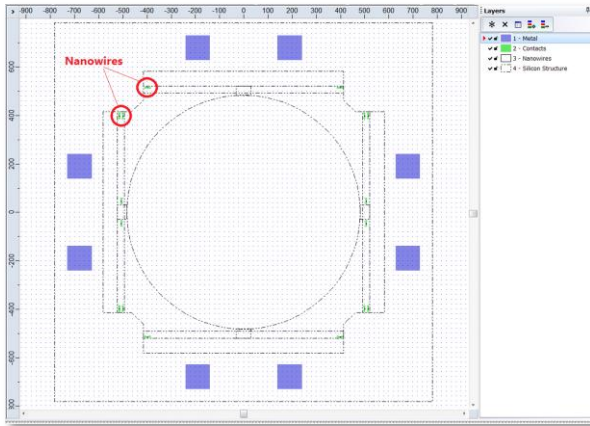 Layers
s -900 -800 -700 -600 -500 -400 -300 -200 -100 0 100 200 300 400 500 600 700 800 900
1 - Metal
2 - Contacts
3 - Nanowires
4 - Silicon Structure
Nanowires
600
400
200
0
-200
-400
-600